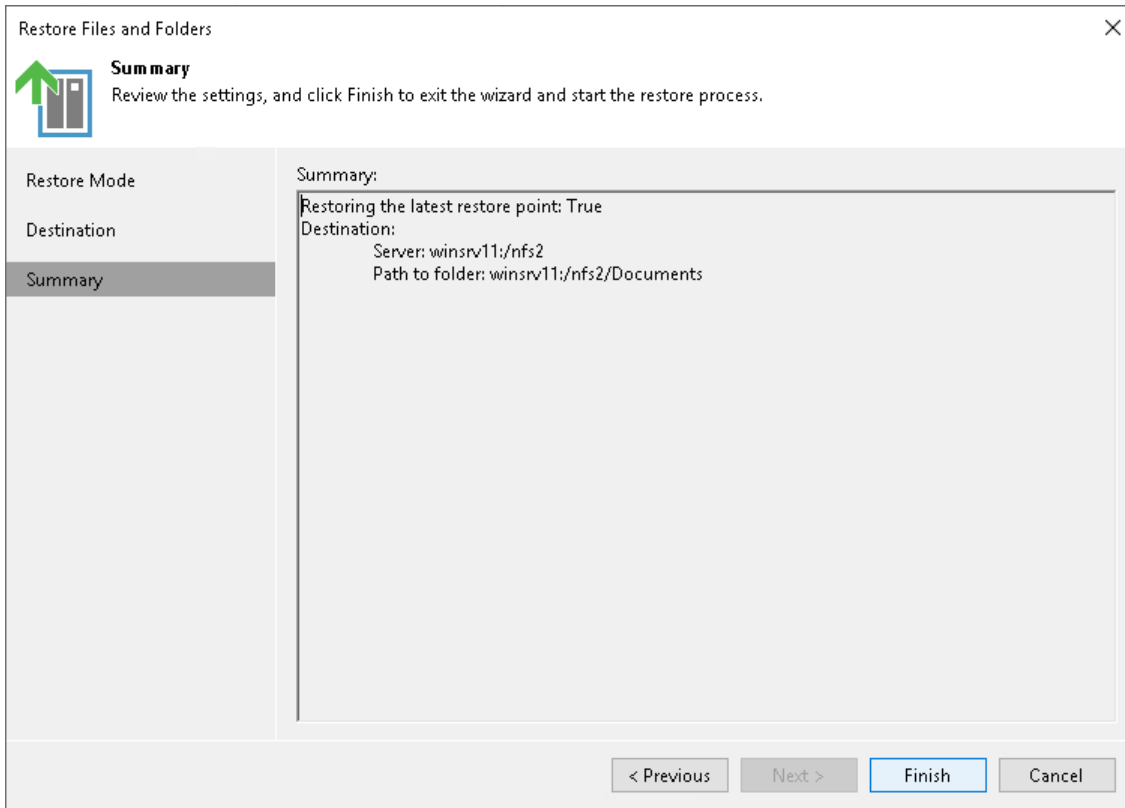 Restore Files and Folders
Summary
Review the settings, and click Finish to exit the wizard and start the restore process.
Restore Mode
Destination
Summary
Summary:
Restoring the latest restore point: True
Destination:
Server: winsrv11:/nfs2
Path to folder: winsrv11:/nfs2/Documents
< Previous
Next >
Finish
Cancel